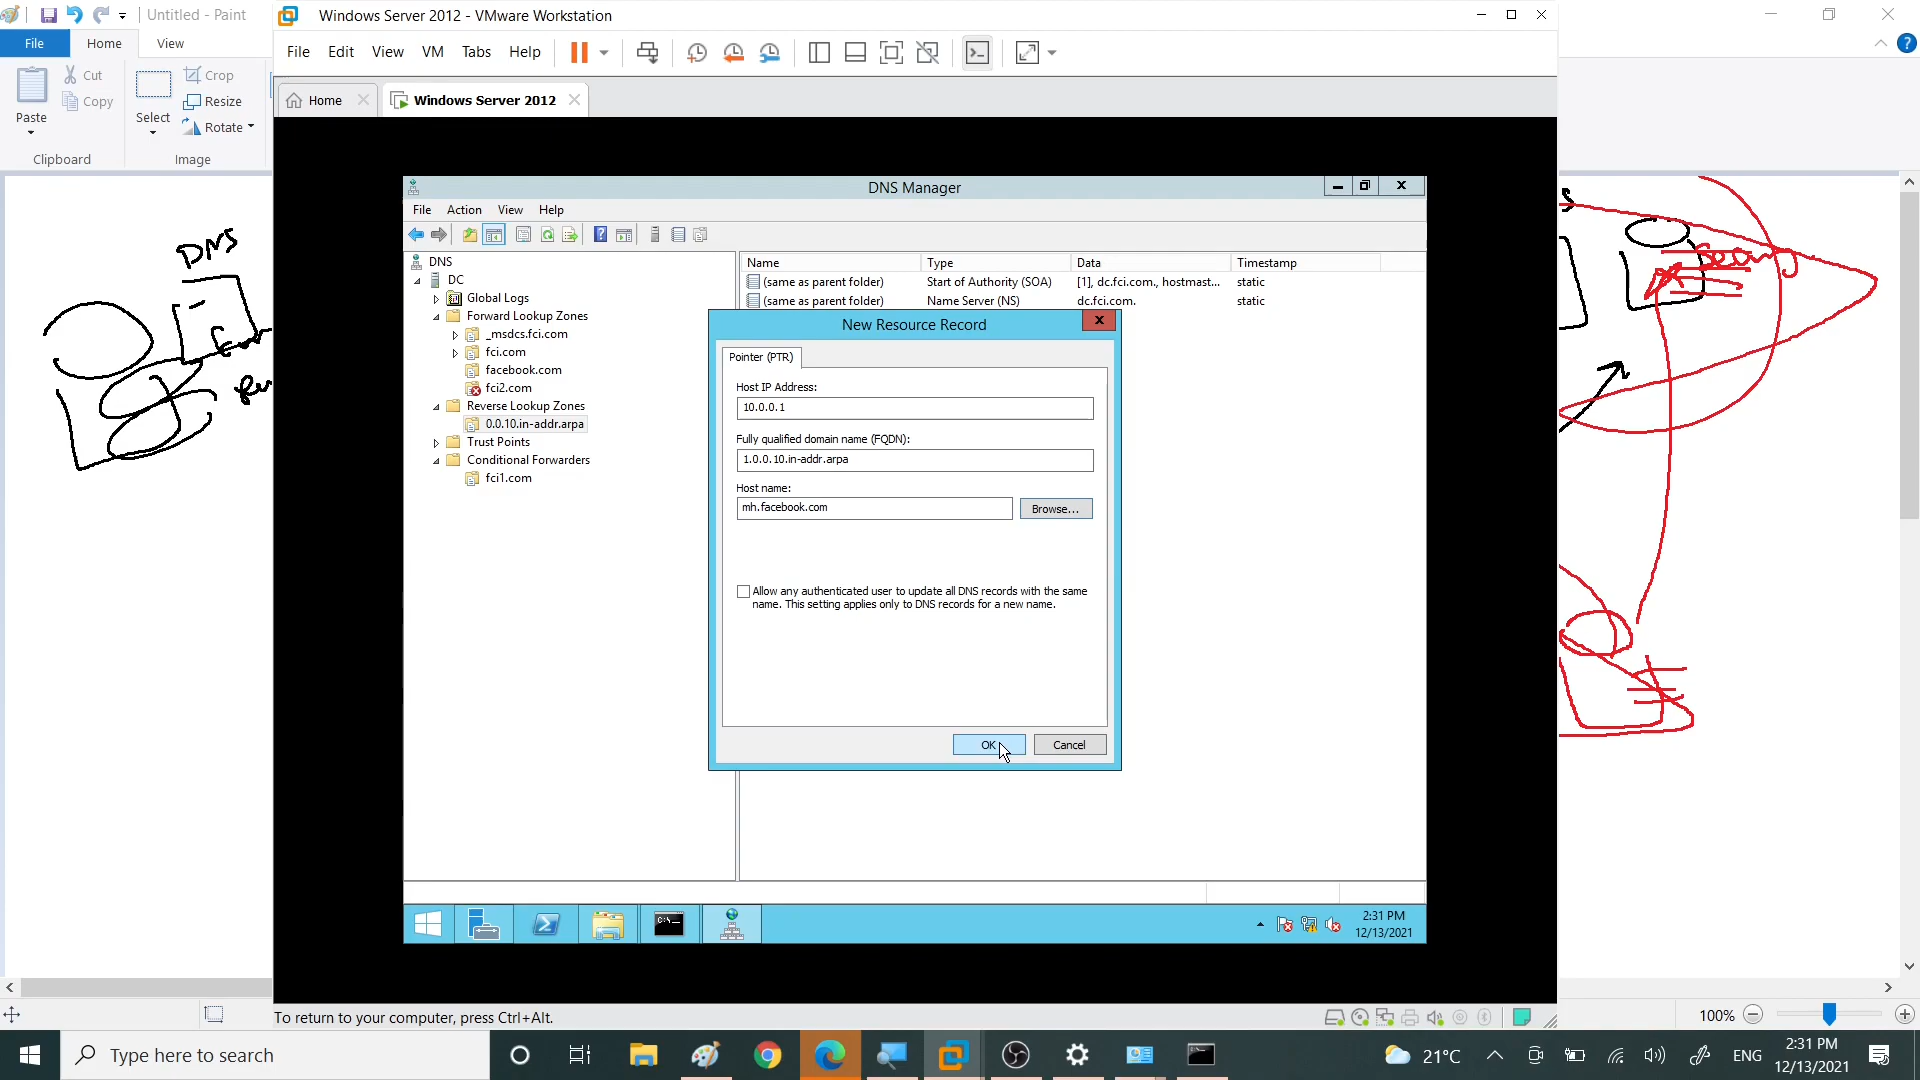 Untitled - Paint
File
Home
View
Paste
Cut
Copy
Clipboard
Select
Crop
Resize
Rotate
Image
DNS
Windows Server 2012 - VMware Workstation
File Edit View VM Tabs Help
Home
Windows Server 2012
DNS Manager
File Action View Help
DNS
DC
Global Logs
Forward Lookup Zones
_msdcs.fci.com
fci.com
facebook.com
fci2.com
Reverse Lookup Zones
0.0.10.in-addr.arpa
Trust Points
Conditional Forwarders
fci1.com
Name Type Data Timestamp
(same as parent folder) Start of Authority (SOA) [1], dc.fci.com., hostmast... static
(same as parent folder) Name Server (NS) dc.fci.com. static
New Resource Record
Pointer (PTR)
Host IP Address:
10.0.0.1
Fully qualified domain name (FQDN):
1.0.0.10.in-addr.arpa
Host name:
mh.facebook.com
Browse...
Allow any authenticated user to update all DNS records with the same
name. This setting applies only to DNS records for a new name.
OK
Cancel
2:31 PM
12/13/2021
To return to your computer, press Ctrl+Alt.
100%
Type here to search
21°C
ENG
2:31 PM
12/13/2021